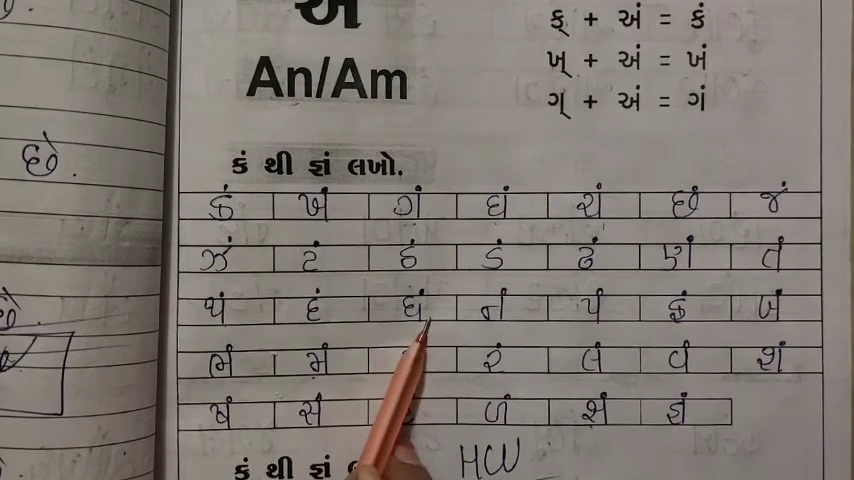 અં
An/Am
ક્ + અં = કં
ખ્ + અં = ખં
ગ્ + અં = ગં
છે.
કં થી જ્ઞં લખો.
કં ખં ગં ઘં ચં છં જં
ઝં ટં ઠં ડં ઢં ણં તં
થં દં ધં નં પં ફં બં
ભં મં રં લં વં શં
ષં સં ળં ક્ષં જ્ઞં
કં થી જ્ઞં
HW